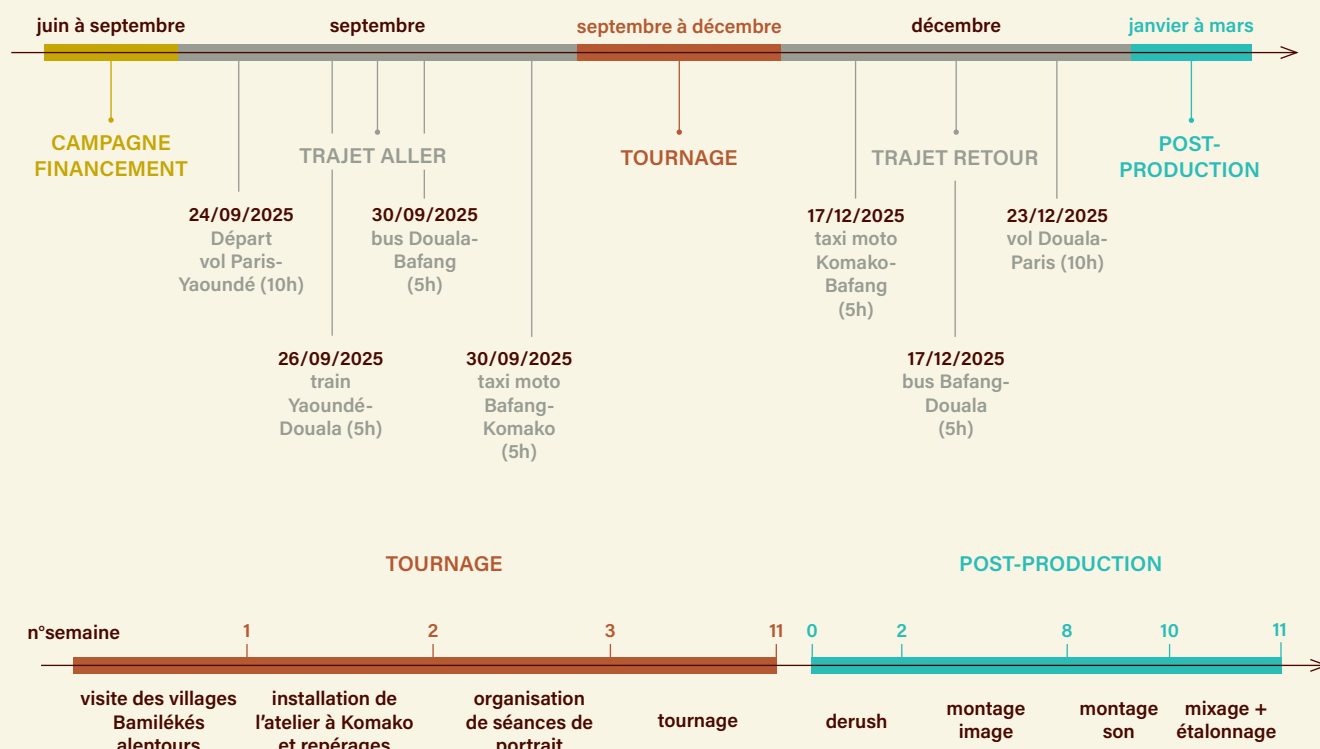 juin à septembre
septembre
septembre à décembre
décembre
janvier à mars
CAMPAGNE
FINANCEMENT
TRAJET ALLER
TOURNAGE
TRAJET RETOUR
POST-
PRODUCTION
24/09/2025
Départ
vol Paris-
Yaoundé (10h)
30/09/2025
bus Douala-
Bafang
(5h)
17/12/2025
taxi moto
Komako-
Bafang
(5h)
23/12/2025
vol Douala-
Paris (10h)
26/09/2025
train
Yaoundé-
Douala (5h)
30/09/2025
taxi moto
Bafang-
Komako
(5h)
17/12/2025
bus Bafang-
Douala
(5h)
TOURNAGE
POST-PRODUCTION
n°semaine
1
2
3
11
0
2
8
10
11
visite des villages
Bamilékés
alentours
installation de
l'atelier à Komako
et repérages
organisation
de séances de
portrait
tournage
derush
montage
image
montage
son
mixage +
étalonnage